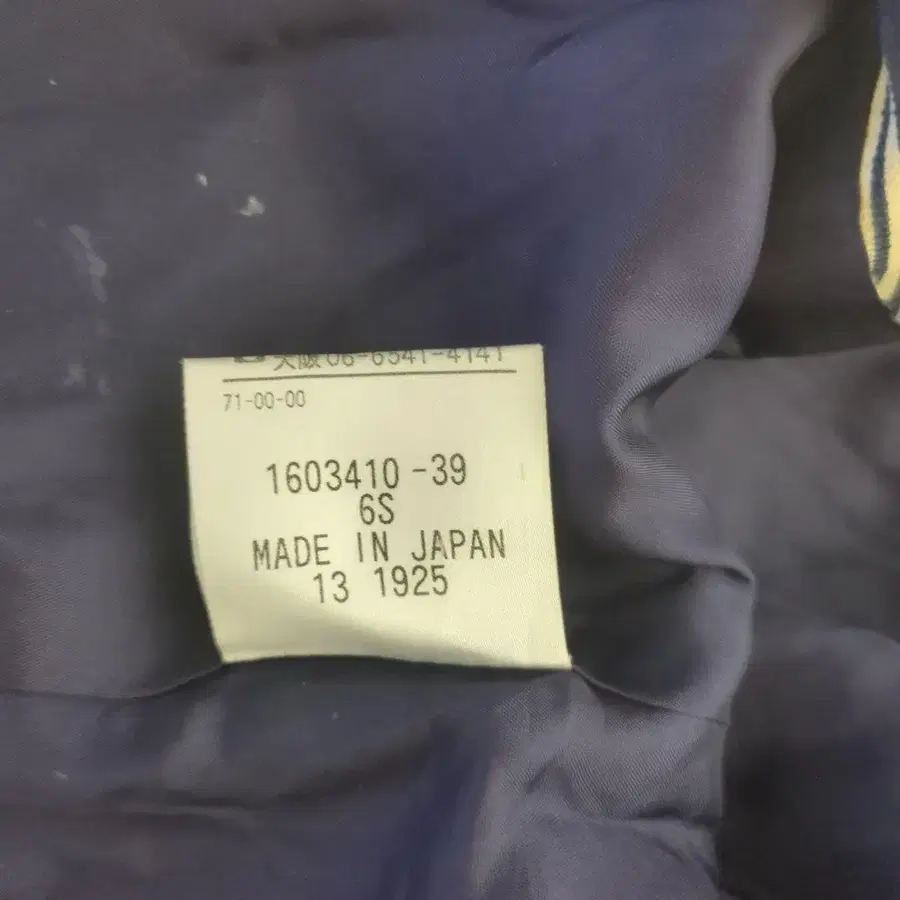 大阪 06-6541-4141
71-00-00
1603410 -39
6S
MADE IN JAPAN
13 1925